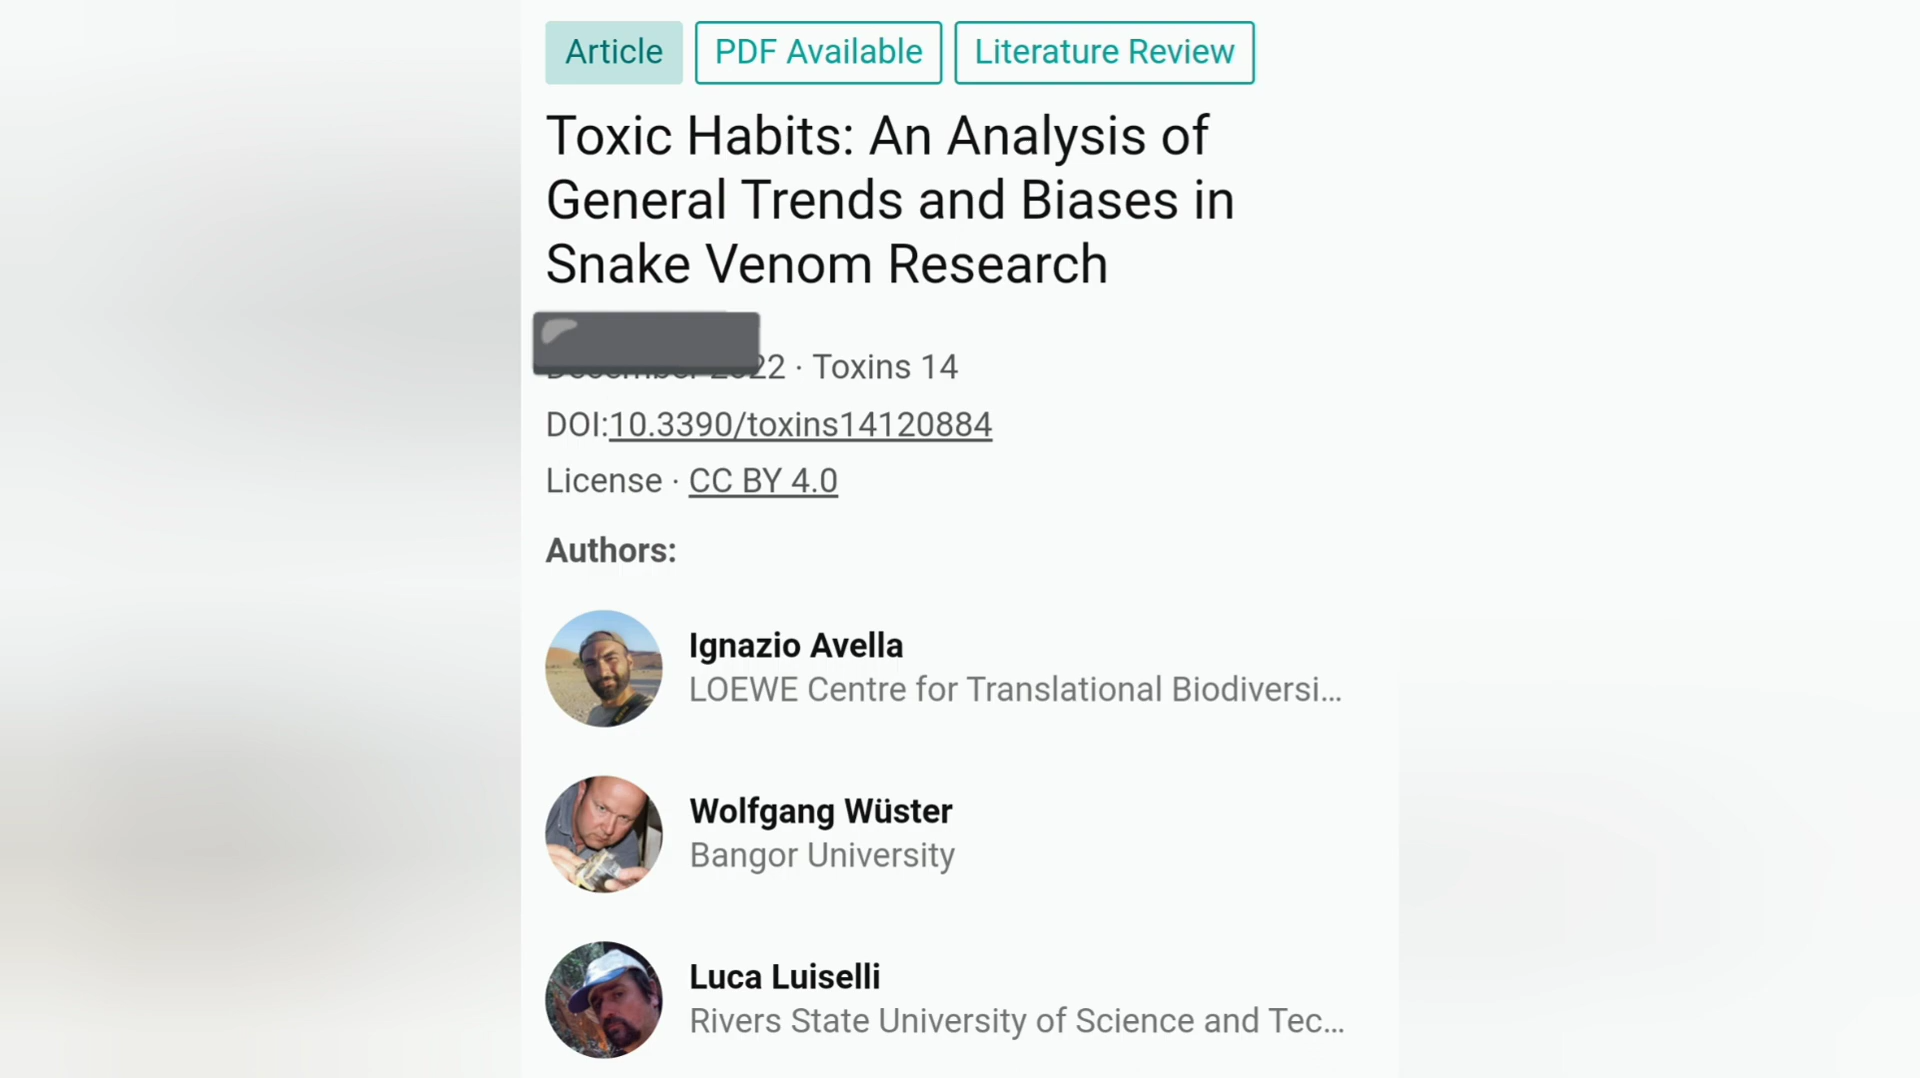 Article PDF Available Literature Review
Toxic Habits: An Analysis of
General Trends and Biases in
Snake Venom Research
December 2022 · Toxins 14
DOI:10.3390/toxins14120884
License · CC BY 4.0
Authors:
Ignazio Avella
LOEWE Centre for Translational Biodiversi...
Wolfgang Wüster
Bangor University
Luca Luiselli
Rivers State University of Science and Tec...